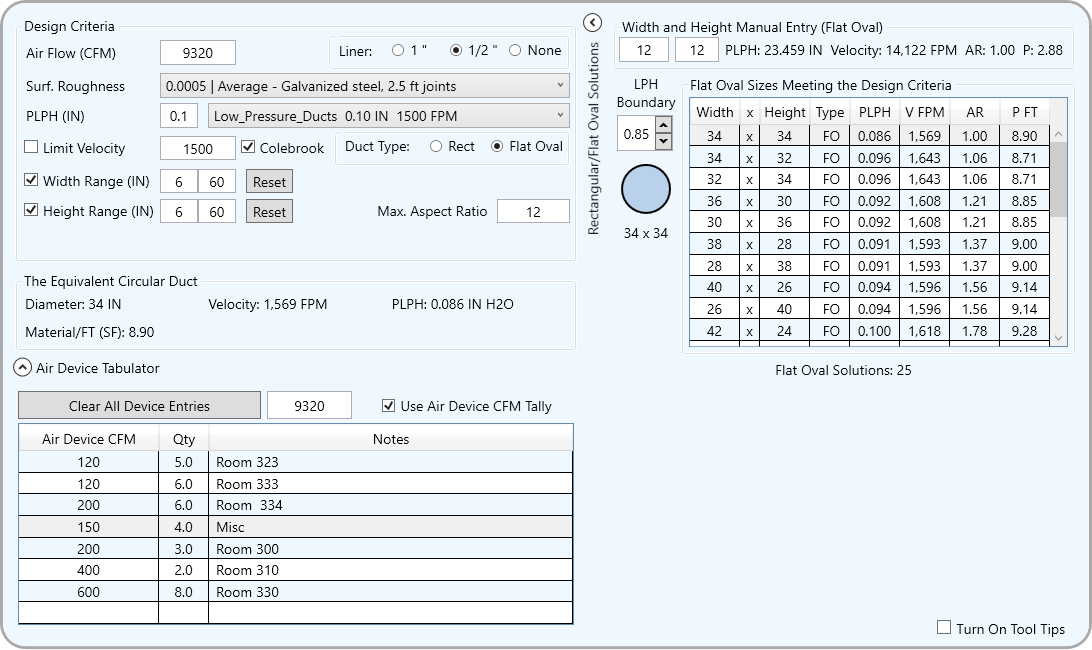 Design Criteria
Air Flow (CFM) 9320 Liner: 1 " 1/2 " None
Surf. Roughness 0.0005 | Average - Galvanized steel, 2.5 ft joints
PLPH (IN) 0.1 Low_Pressure_Ducts 0.10 IN 1500 FPM
Limit Velocity 1500 Colebrook Duct Type: Rect Flat Oval
Width Range (IN) 6 60 Reset
Height Range (IN) 6 60 Reset Max. Aspect Ratio 12
The Equivalent Circular Duct
Diameter: 34 IN Velocity: 1,569 FPM PLPH: 0.086 IN H2O
Material/FT (SF): 8.90
Air Device Tabulator
Clear All Device Entries 9320 Use Air Device CFM Tally
Air Device CFM Qty Notes
120 5.0 Room 323
120 6.0 Room 333
200 6.0 Room  334
150 4.0 Misc
200 3.0 Room 300
400 2.0 Room 310
600 8.0 Room 330
Rectangular/Flat Oval Solutions
Width and Height Manual Entry (Flat Oval)
12 12 PLPH: 23.459 IN Velocity: 14,122 FPM AR: 1.00 P: 2.88
LPH
Boundary
0.85
34 x 34
Flat Oval Sizes Meeting the Design Criteria
Width x Height Type PLPH V FPM AR P FT
34 x 34 FO 0.086 1,569 1.00 8.90
34 x 32 FO 0.096 1,643 1.06 8.71
32 x 34 FO 0.096 1,643 1.06 8.71
36 x 30 FO 0.092 1,608 1.21 8.85
30 x 36 FO 0.092 1,608 1.21 8.85
38 x 28 FO 0.091 1,593 1.37 9.00
28 x 38 FO 0.091 1,593 1.37 9.00
40 x 26 FO 0.094 1,596 1.56 9.14
26 x 40 FO 0.094 1,596 1.56 9.14
42 x 24 FO 0.100 1,618 1.78 9.28
Flat Oval Solutions: 25
Turn On Tool Tips